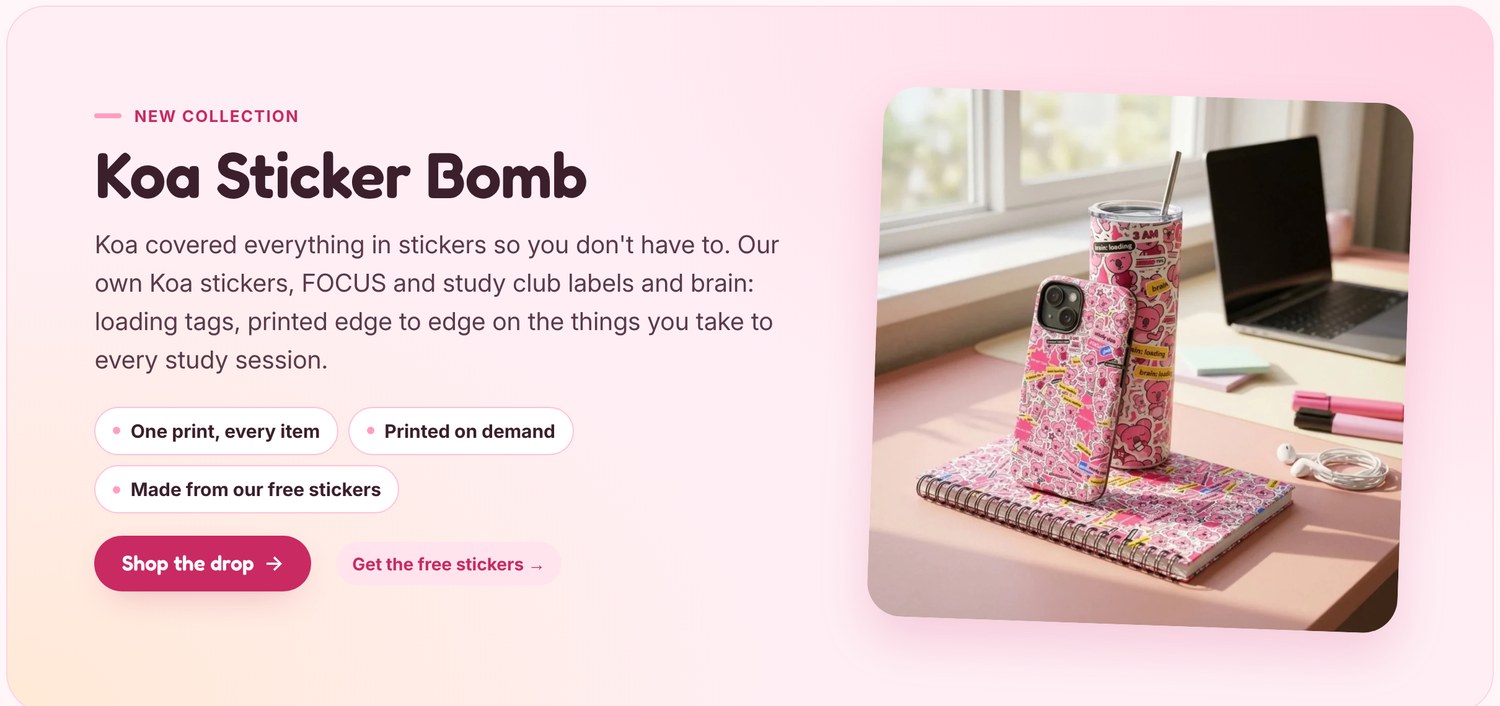 NEW COLLECTION
Koa Sticker Bomb
Koa covered everything in stickers so you don't have to. Our
own Koa stickers, FOCUS and study club labels and brain:
loading tags, printed edge to edge on the things you take to
every study session.
One print, every item
Printed on demand
Made from our free stickers
Shop the drop →
Get the free stickers →
3 AM
brain: loading
brain
ain: loading
brain: loadi